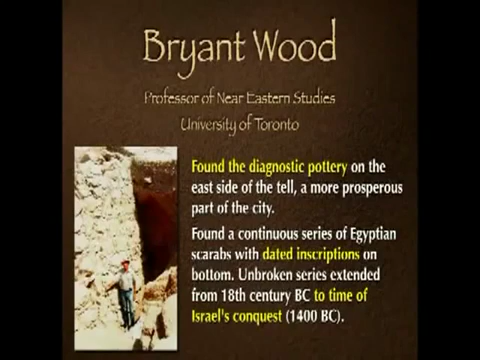 Bryant Wood
Professor of Near Eastern Studies
University of Toronto
Found the diagnostic pottery on the
east side of the tell, a more prosperous
part of the city.
Found a continuous series of Egyptian
scarabs with dated inscriptions on
bottom. Unbroken series extended
from 18th century BC to time of
Israel's conquest (1400 BC).